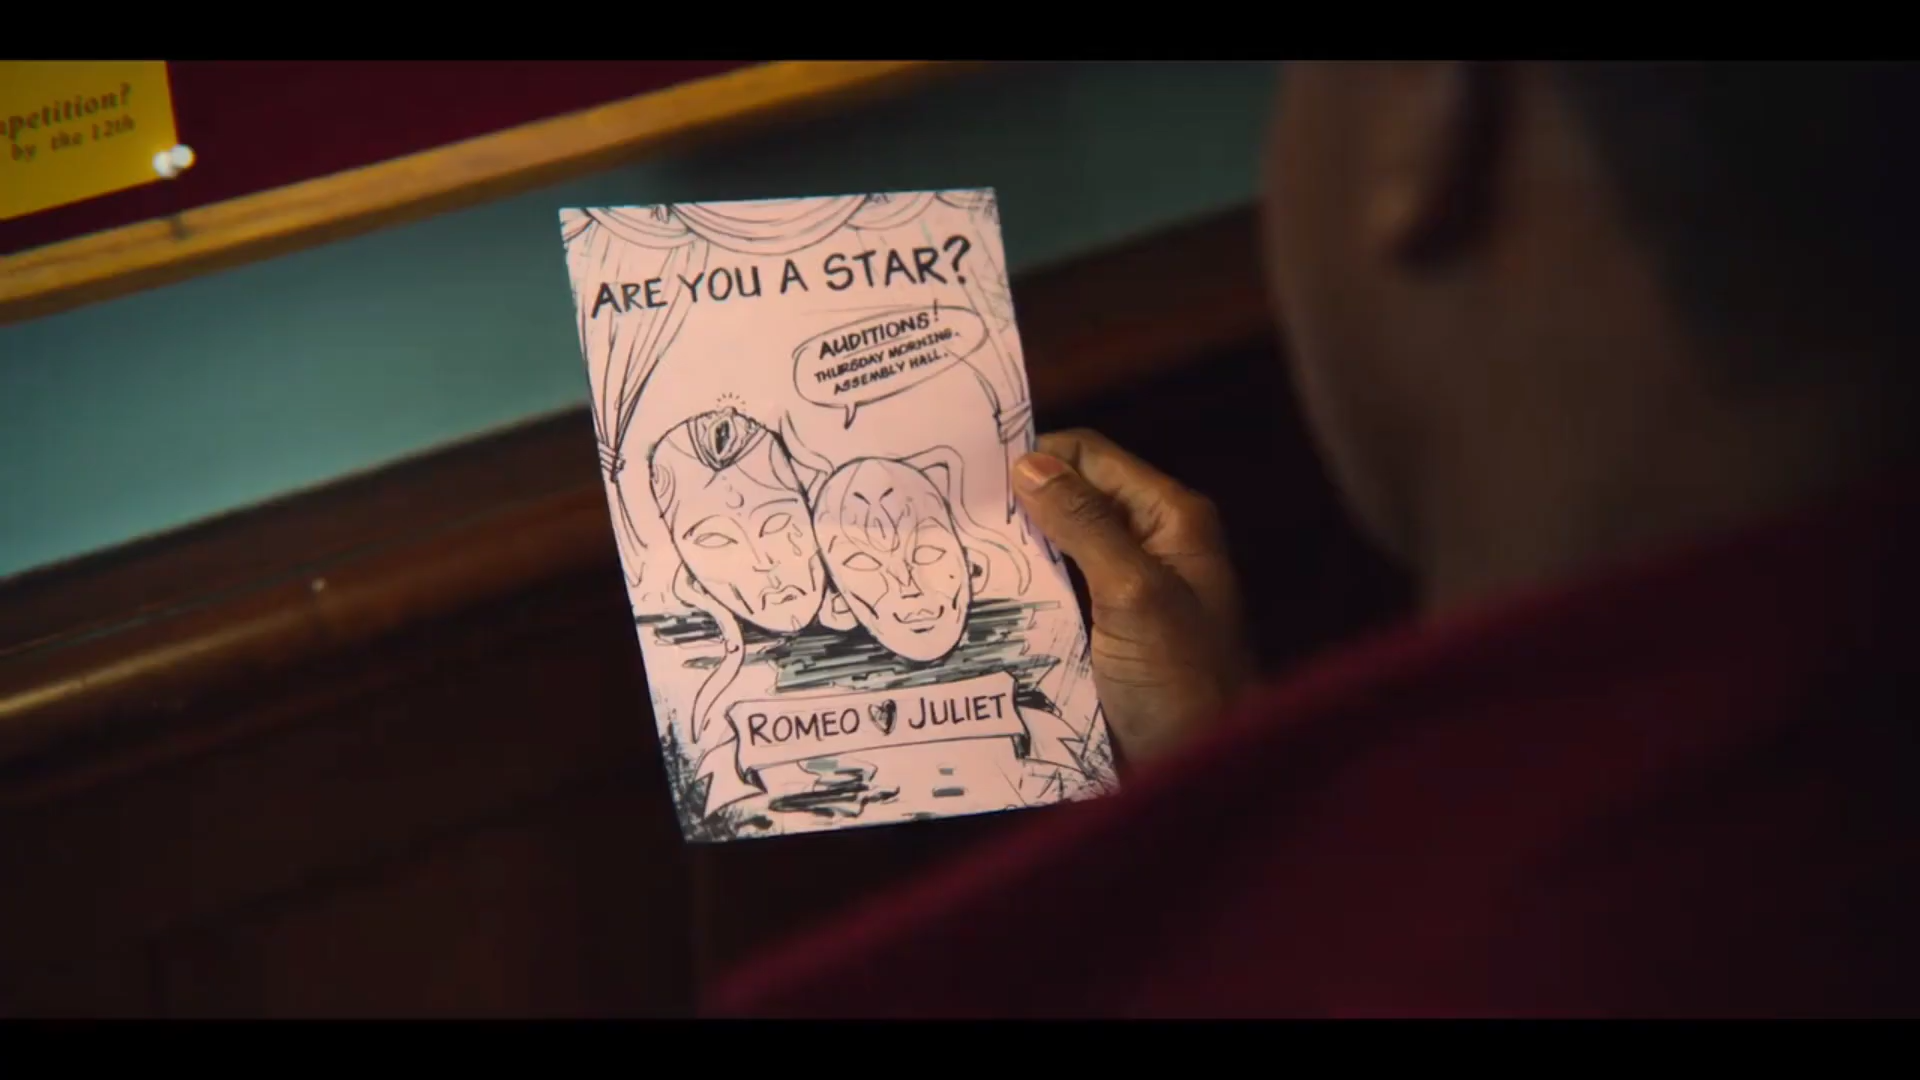 petition?
by the 12th
ARE YOU A STAR?
AUDITIONS!
THURSDAY MORNING.
ASSEMBLY HALL.
ROMEO JULIET